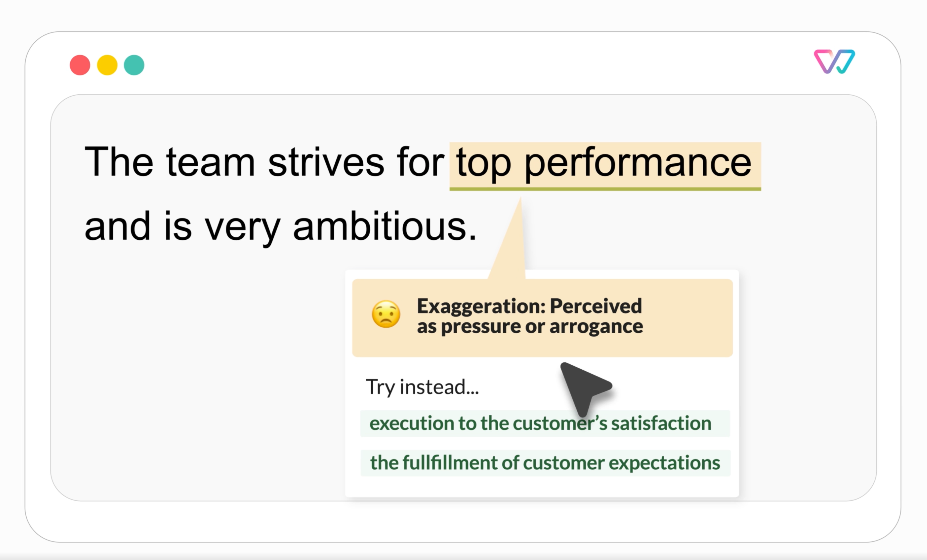 The team strives for top performance
and is very ambitious.
Exaggeration: Perceived
as pressure or arrogance
Try instead...
execution to the customer’s satisfaction
the fullfillment of customer expectations